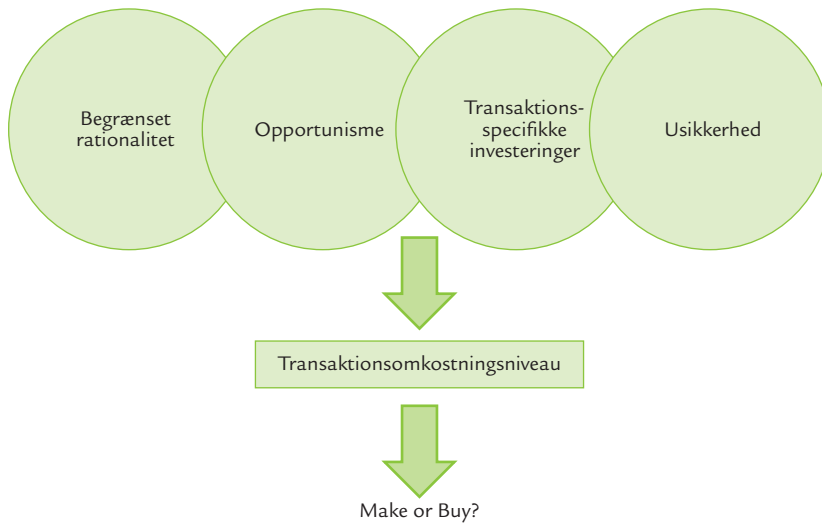 Begrænset
rationalitet
Opportunisme
Transaktions-
specifikke
investeringer
Usikkerhed
Transaktionsomkostningsniveau
Make or Buy?